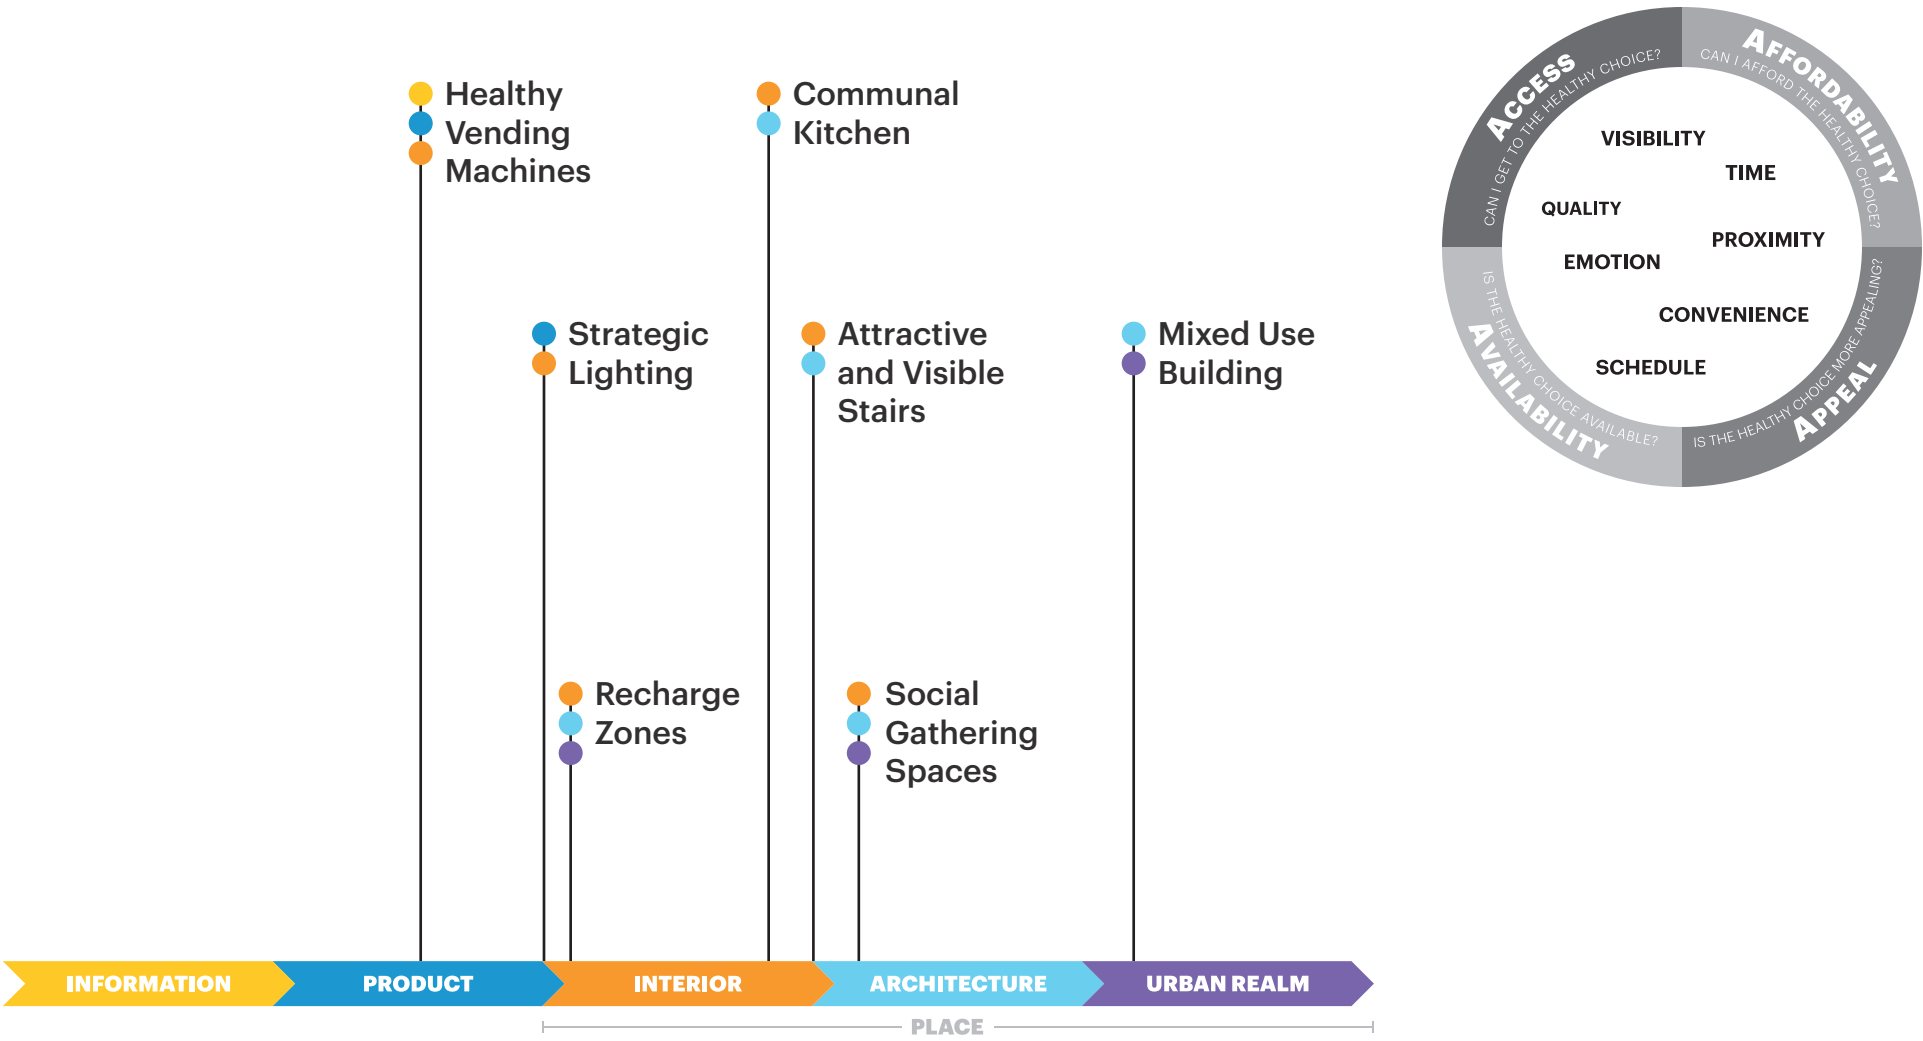 Healthy
Vending
Machines
Communal
Kitchen
Strategic
Lighting
Attractive
and Visible
Stairs
Mixed Use
Building
Recharge
Zones
Social
Gathering
Spaces
INFORMATION
PRODUCT
INTERIOR
ARCHITECTURE
URBAN REALM
PLACE
ACCESS
CAN I GET TO THE HEALTHY CHOICE?
AFFORDABILITY
CAN I AFFORD THE HEALTHY CHOICE?
VISIBILITY
TIME
QUALITY
PROXIMITY
EMOTION
CONVENIENCE
SCHEDULE
IS THE HEALTHY CHOICE AVAILABLE?
AVAILABILITY
IS THE HEALTHY CHOICE MORE APPEALING?
APPEAL